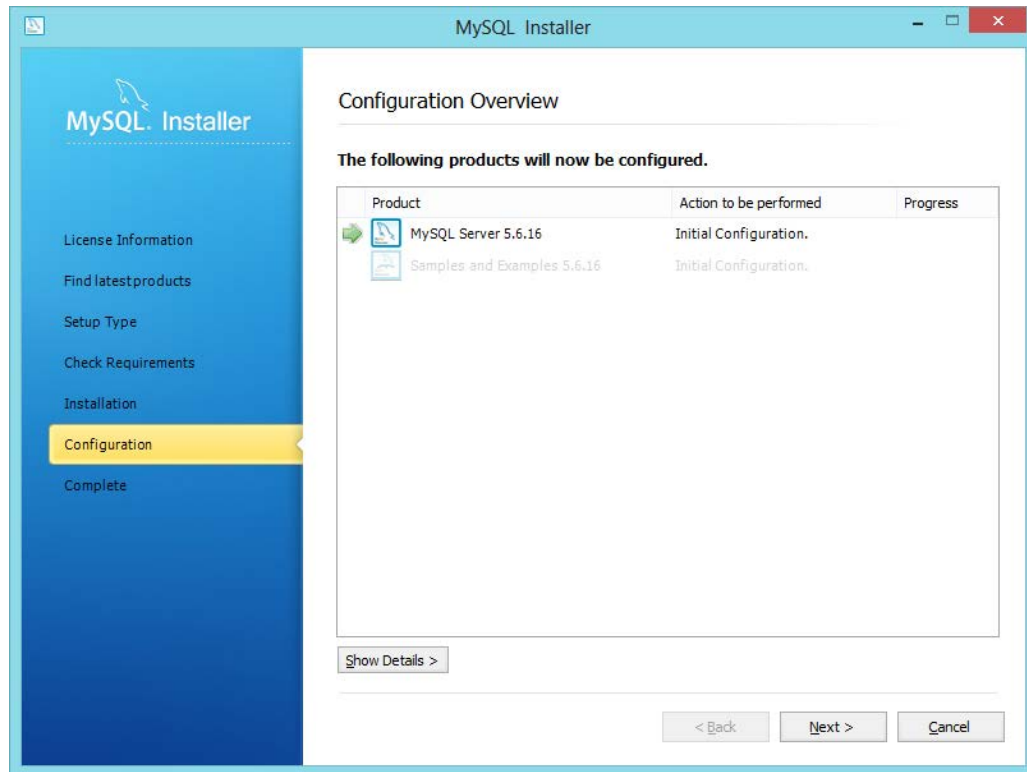 MySQL Installer
MySQL. Installer
License Information
Find latest products
Setup Type
Check Requirements
Installation
Configuration
Complete
Configuration Overview
The following products will now be configured.
Product Action to be performed Progress
MySQL Server 5.6.16 Initial Configuration.
Samples and Examples 5.6.16 Initial Configuration.
Show Details >
< Back Next > Cancel